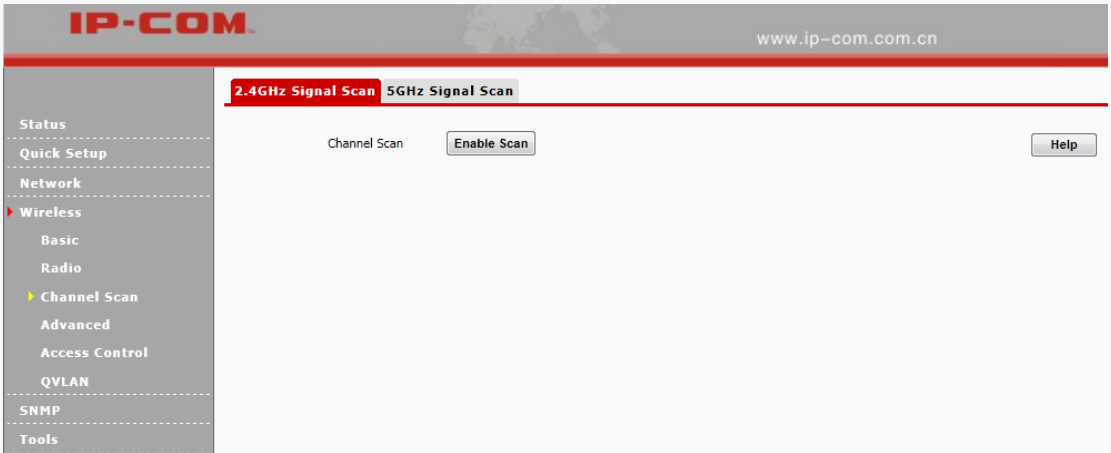 IP-COM
www.ip-com.com.cn
2.4GHz Signal Scan 5GHz Signal Scan
Channel Scan Enable Scan Help
Status
Quick Setup
Network
Wireless
Basic
Radio
Channel Scan
Advanced
Access Control
QVLAN
SNMP
Tools